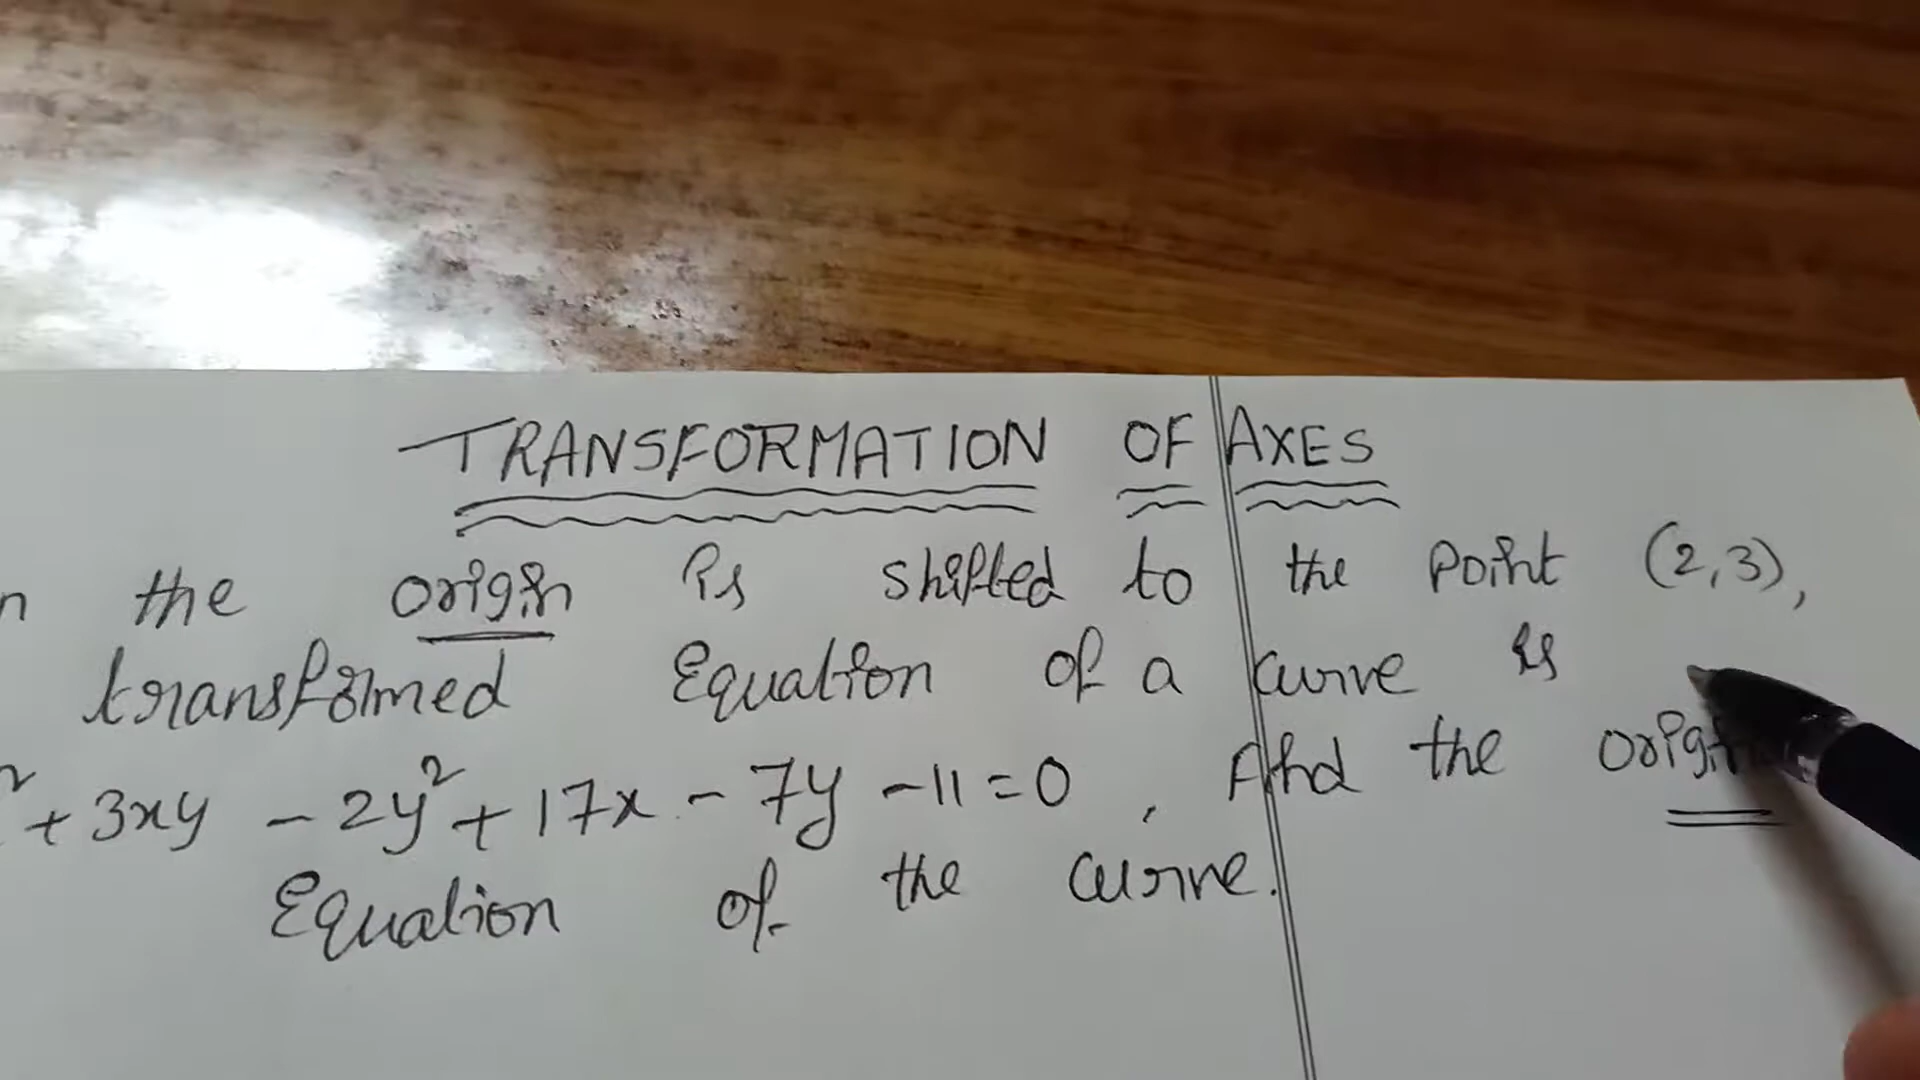 TRANSFORMATION OF AXES
n the origin is shifted to the point (2,3),
transformed Equation of a curve is
² + 3xy - 2y² + 17x - 7y - 11 = 0, Find the
Equation of the curve.